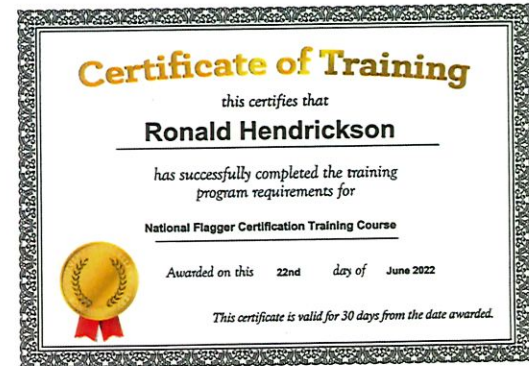 Certificate of Training
this certifies that
Ronald Hendrickson
has successfully completed the training
program requirements for
National Flagger Certification Training Course
Awarded on this 22nd day of June 2022
This certificate is valid for 30 days from the date awarded.